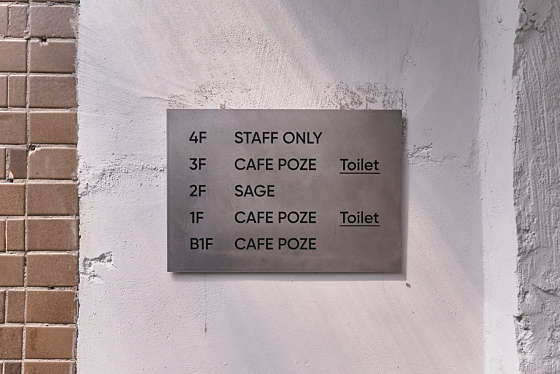 4F STAFF ONLY
3F CAFE POZE Toilet
2F SAGE
1F CAFE POZE Toilet
B1F CAFE POZE